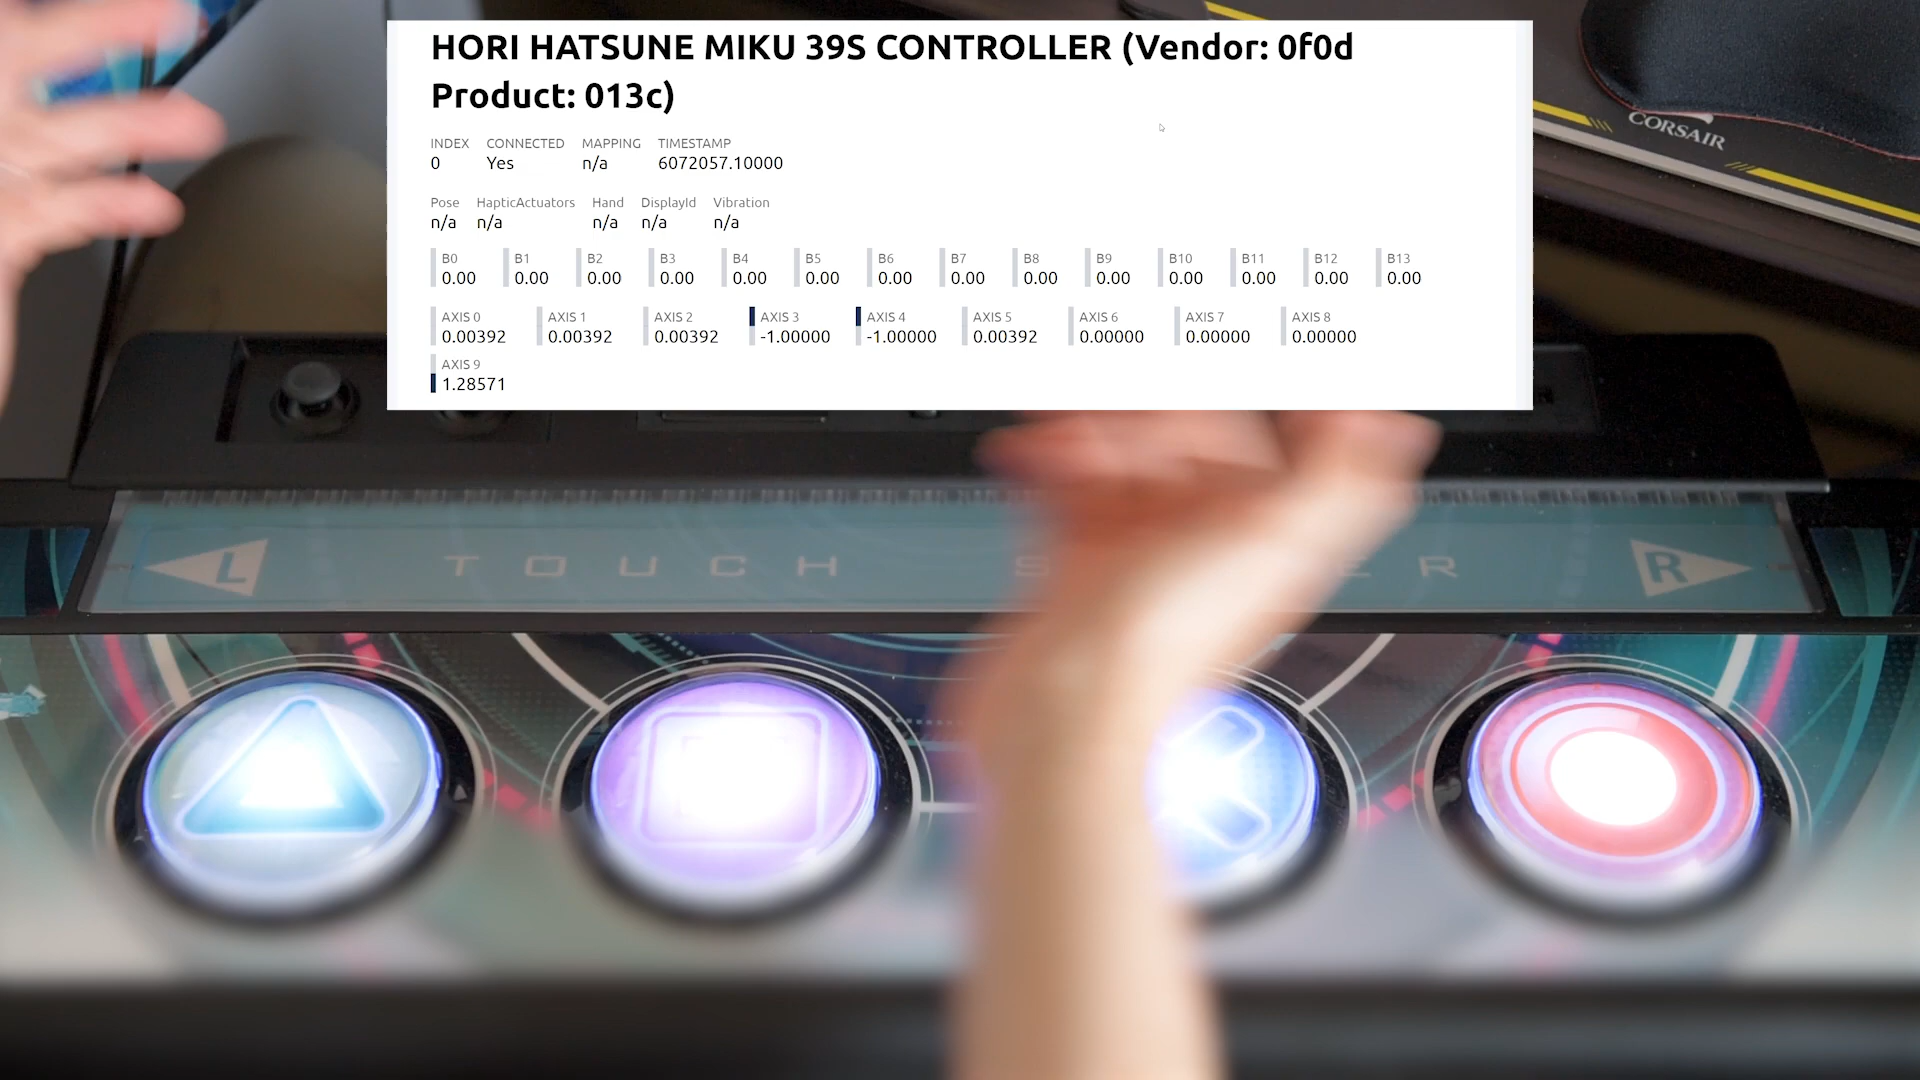 HORI HATSUNE MIKU 39S CONTROLLER (Vendor: 0f0d
Product: 013c)
INDEX CONNECTED MAPPING TIMESTAMP
0 Yes n/a 6072057.10000
Pose HapticActuators Hand DisplayId Vibration
n/a n/a n/a n/a n/a
B0 B1 B2 B3 B4 B5 B6 B7 B8 B9 B10 B11 B12 B13
0.00 0.00 0.00 0.00 0.00 0.00 0.00 0.00 0.00 0.00 0.00 0.00 0.00 0.00
AXIS 0 AXIS 1 AXIS 2 AXIS 3 AXIS 4 AXIS 5 AXIS 6 AXIS 7 AXIS 8
0.00392 0.00392 0.00392 -1.00000 -1.00000 0.00392 0.00000 0.00000 0.00000
AXIS 9
1.28571
CORSAIR
L TOUCH R